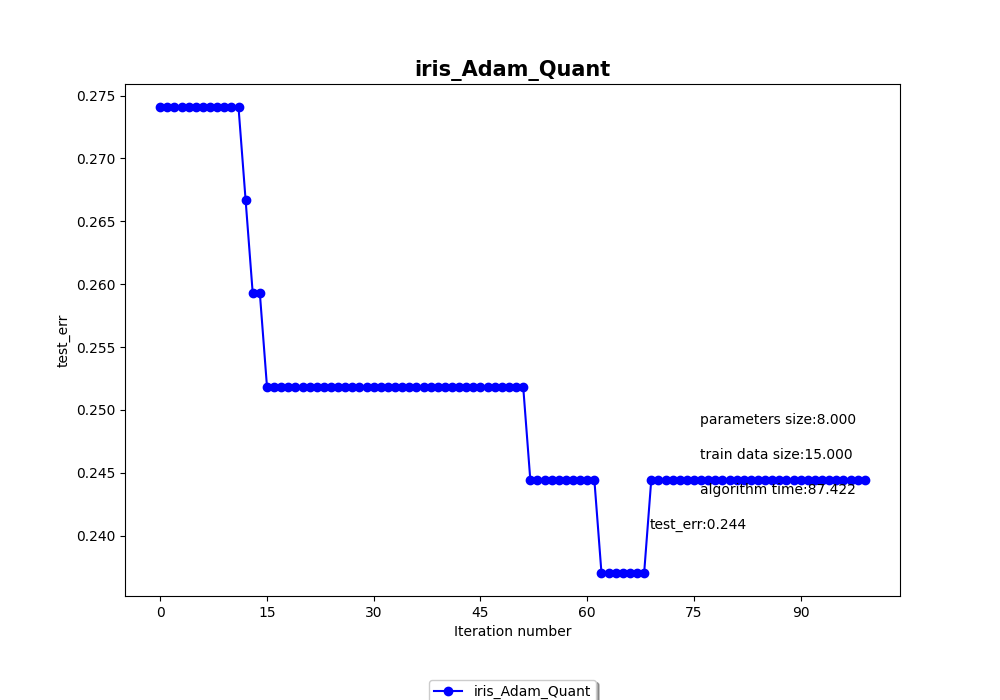 iris_Adam_Quant
0.275
0.270
0.265
0.260
0.255
0.250
0.245
0.240
test_err
parameters size:8.000
train data size:15.000
algorithm time:87.422
test_err:0.244
0 15 30 45 60 75 90
Iteration number
iris_Adam_Quant